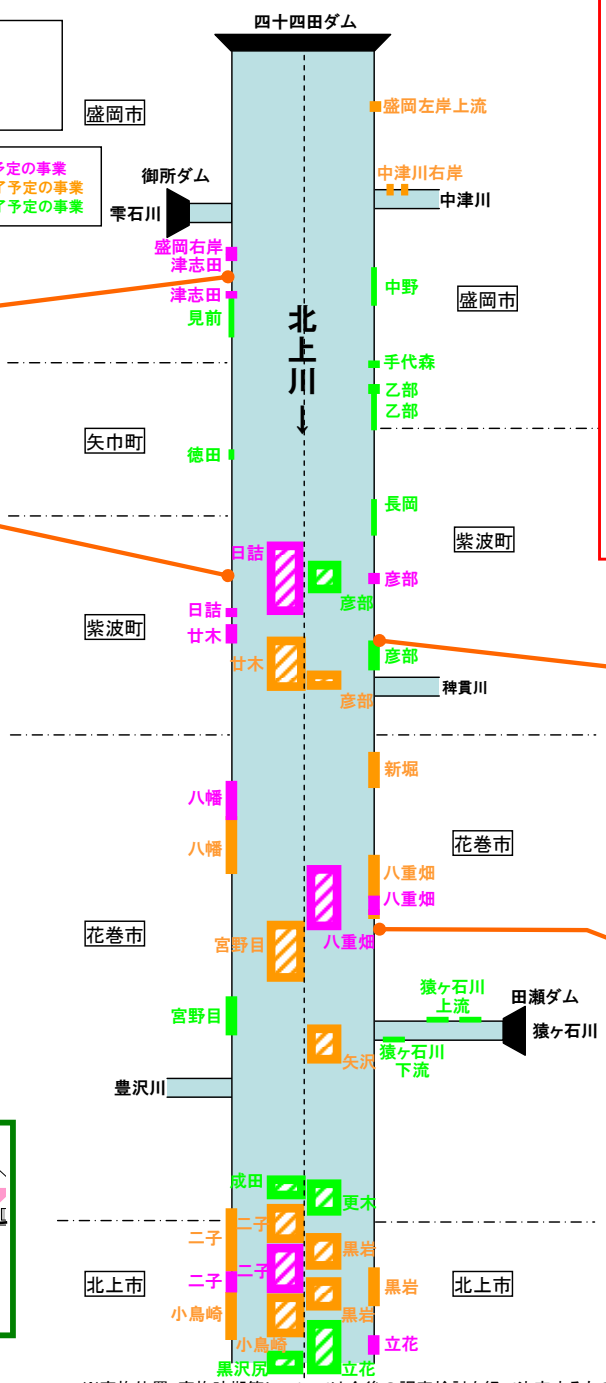 四十四田ダム
盛岡市
盛岡左岸上流
予定の事業
了予定の事業
了予定の事業
御所ダム
雫石川
中津川右岸
中津川
盛岡右岸
津志田
津志田
見前
中野
盛岡市
北上川↓
手代森
乙部
乙部
矢巾町
徳田
長岡
紫波町
日詰
彦部
彦部
日詰
廿木
紫波町
廿木
彦部
彦部
稗貫川
新堀
八幡
八幡
花巻市
八重畑
八重畑
八重畑
花巻市
宮野目
宮野目
猿ヶ石川
上流
田瀬ダム
猿ヶ石川
猿ヶ石川
下流
矢沢
豊沢川
成田
更木
二子
二子
黒岩
二子
二子
北上市
黒岩
北上市
小鳥崎
黒岩
小鳥崎
立花
黒沢尻
立花